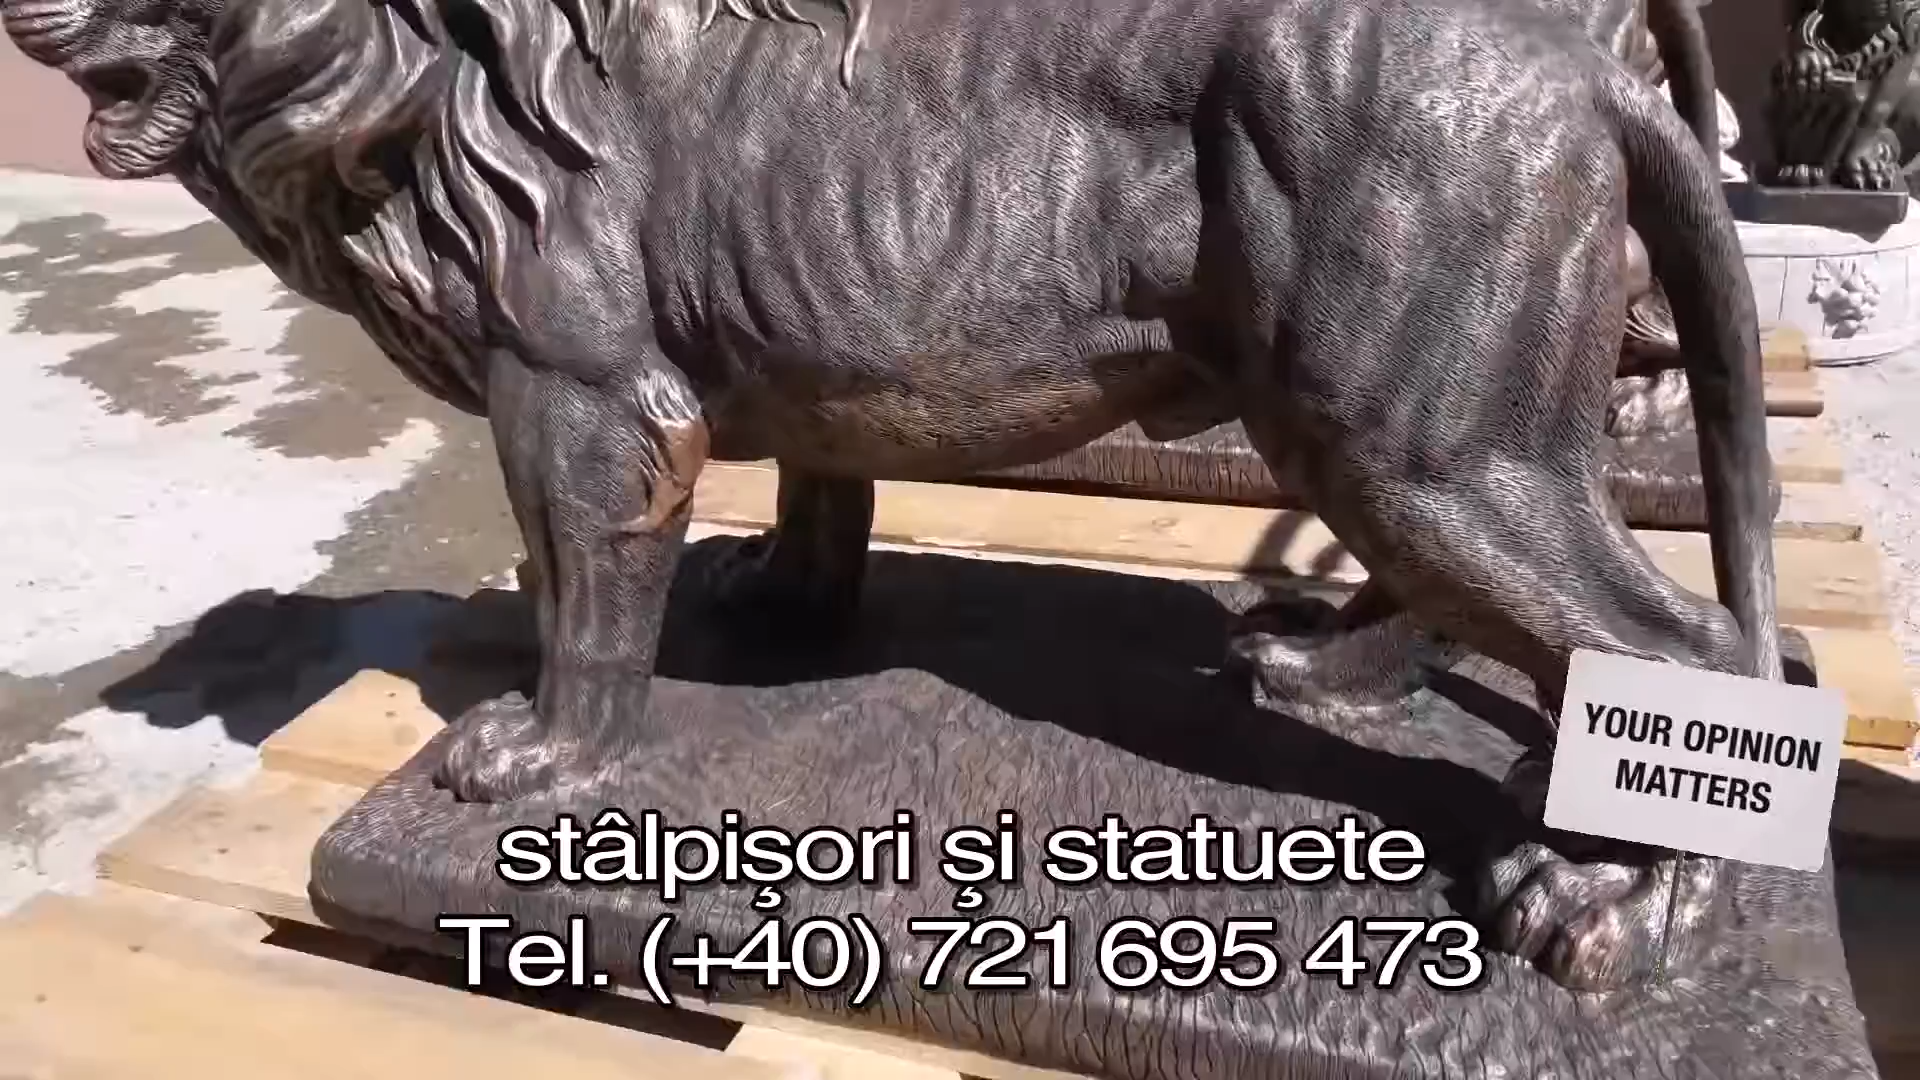 YOUR OPINION
MATTERS
stâlpişori şi statuete
Tel. (+40) 721 695 473